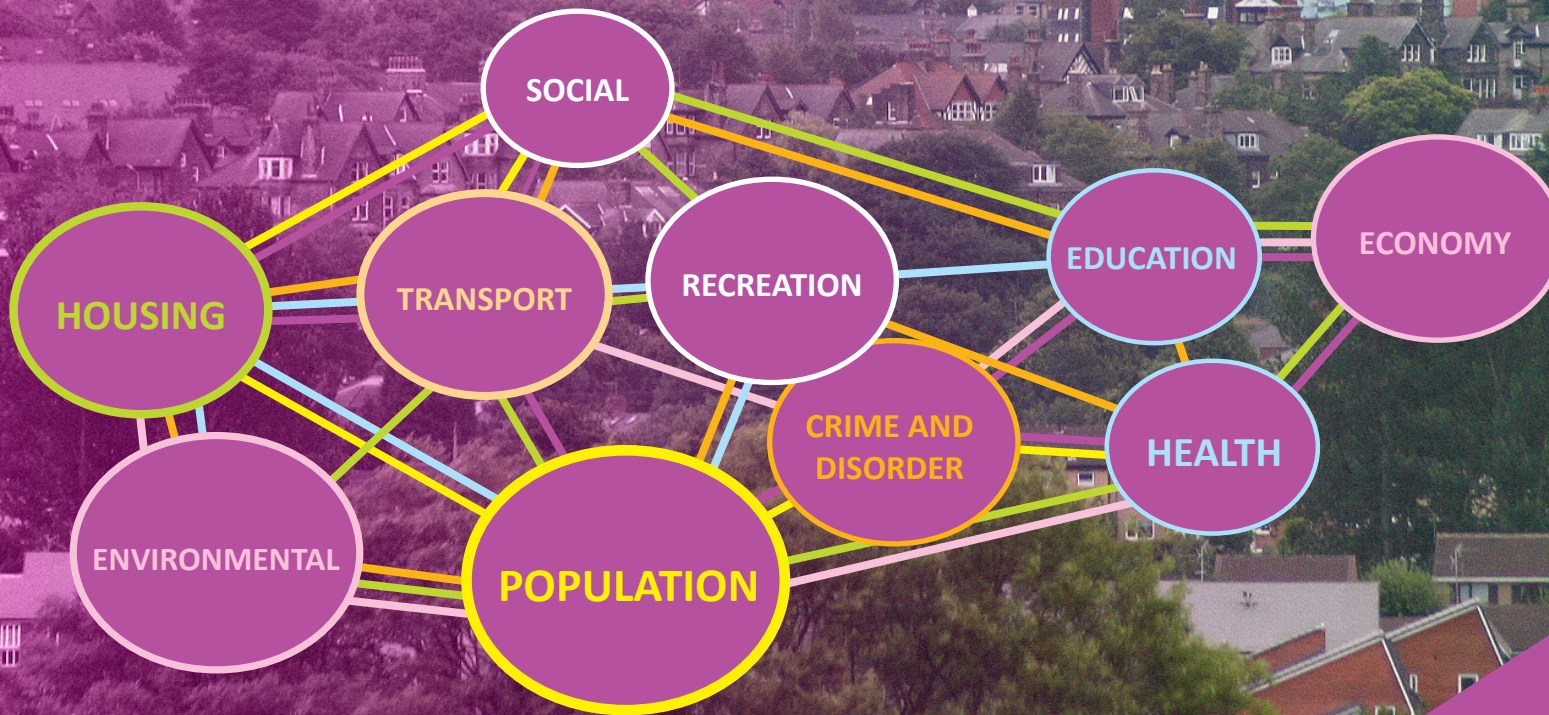 SOCIAL
ECONOMY
EDUCATION
RECREATION
TRANSPORT
HOUSING
CRIME AND
DISORDER
HEALTH
ENVIRONMENTAL
POPULATION